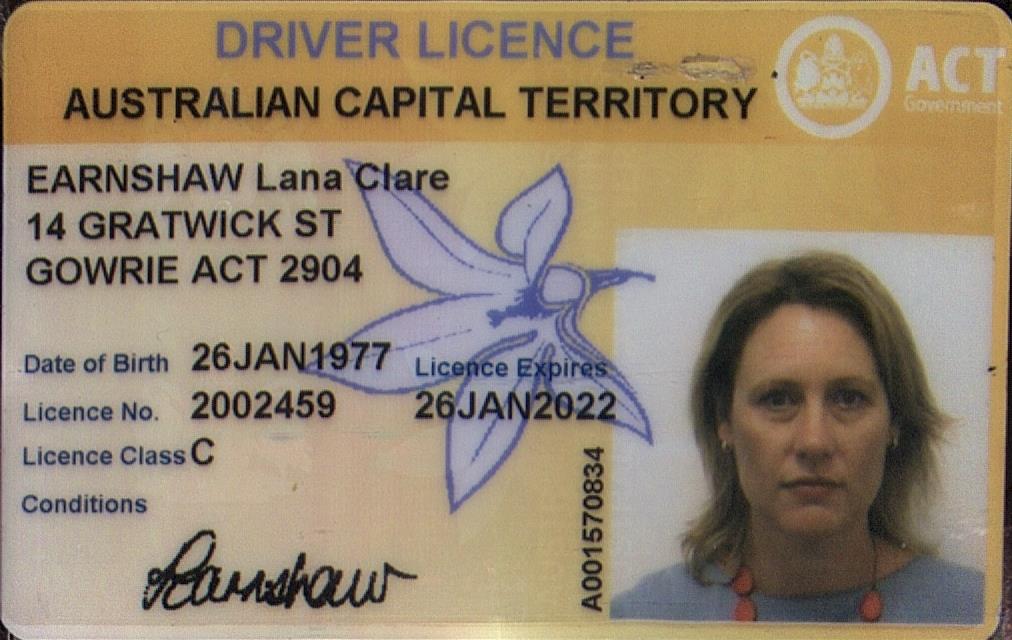 DRIVER LICENCE
AUSTRALIAN CAPITAL TERRITORY
ACT
Government
EARNSHAW Lana Clare
14 GRATWICK ST
GOWRIE ACT 2904
Date of Birth 26JAN1977
Licence Expires
Licence No. 2002459
26JAN2022
Licence Class C
Conditions
A001570834
Earnshaw